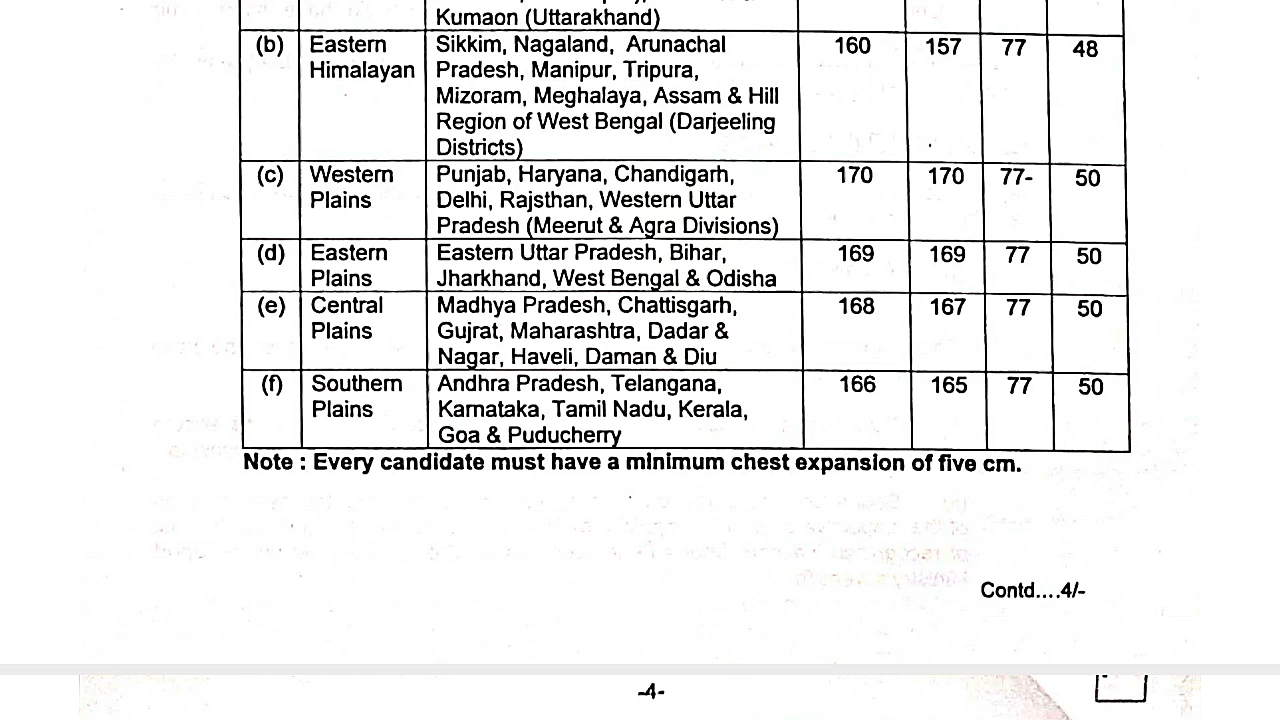 Kumaon (Uttarakhand)
(b) Eastern Sikkim, Nagaland, Arunachal 160 157 77 48
Himalayan Pradesh, Manipur, Tripura,
Mizoram, Meghalaya, Assam & Hill
Region of West Bengal (Darjeeling
Districts)
(c) Western Punjab, Haryana, Chandigarh, 170 170 77- 50
Plains Delhi, Rajsthan, Western Uttar
Pradesh (Meerut & Agra Divisions)
(d) Eastern Eastern Uttar Pradesh, Bihar, 169 169 77 50
Plains Jharkhand, West Bengal & Odisha
(e) Central Madhya Pradesh, Chattisgarh, 168 167 77 50
Plains Gujrat, Maharashtra, Dadar &
Nagar, Haveli, Daman & Diu
(f) Southern Andhra Pradesh, Telangana, 166 165 77 50
Plains Karnataka, Tamil Nadu, Kerala,
Goa & Puducherry
Note : Every candidate must have a minimum chest expansion of five cm.
Contd....4/-
-4-